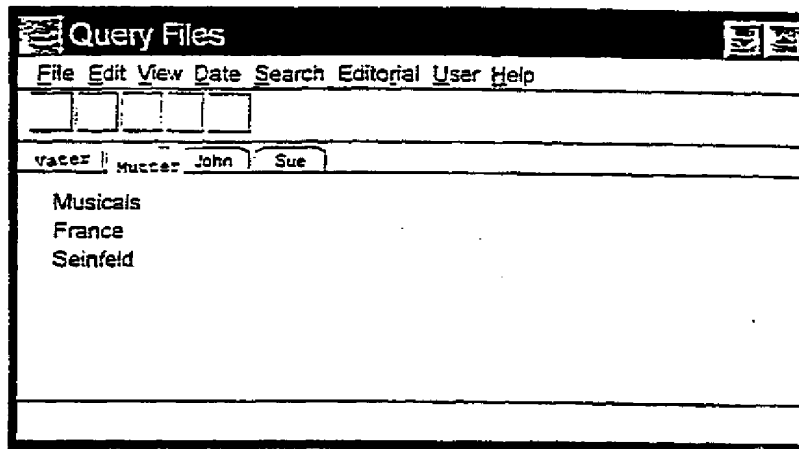 Query Files
File Edit View Date Search Editorial User Help
Vater Mutter John Sue
Musicals
France
Seinfeld